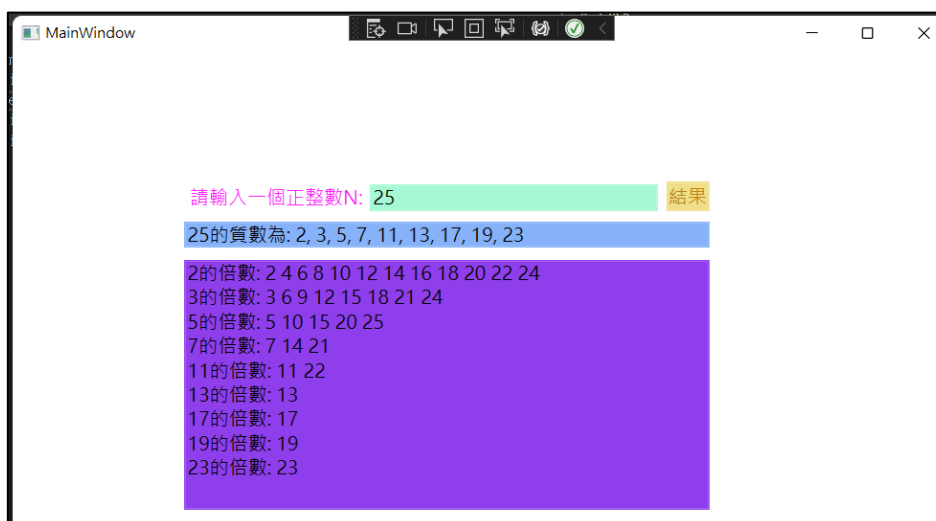 MainWindow
請輸入一個正整數N: 25 結果
25的質數為: 2, 3, 5, 7, 11, 13, 17, 19, 23
2的倍數: 2 4 6 8 10 12 14 16 18 20 22 24
3的倍數: 3 6 9 12 15 18 21 24
5的倍數: 5 10 15 20 25
7的倍數: 7 14 21
11的倍數: 11 22
13的倍數: 13
17的倍數: 17
19的倍數: 19
23的倍數: 23